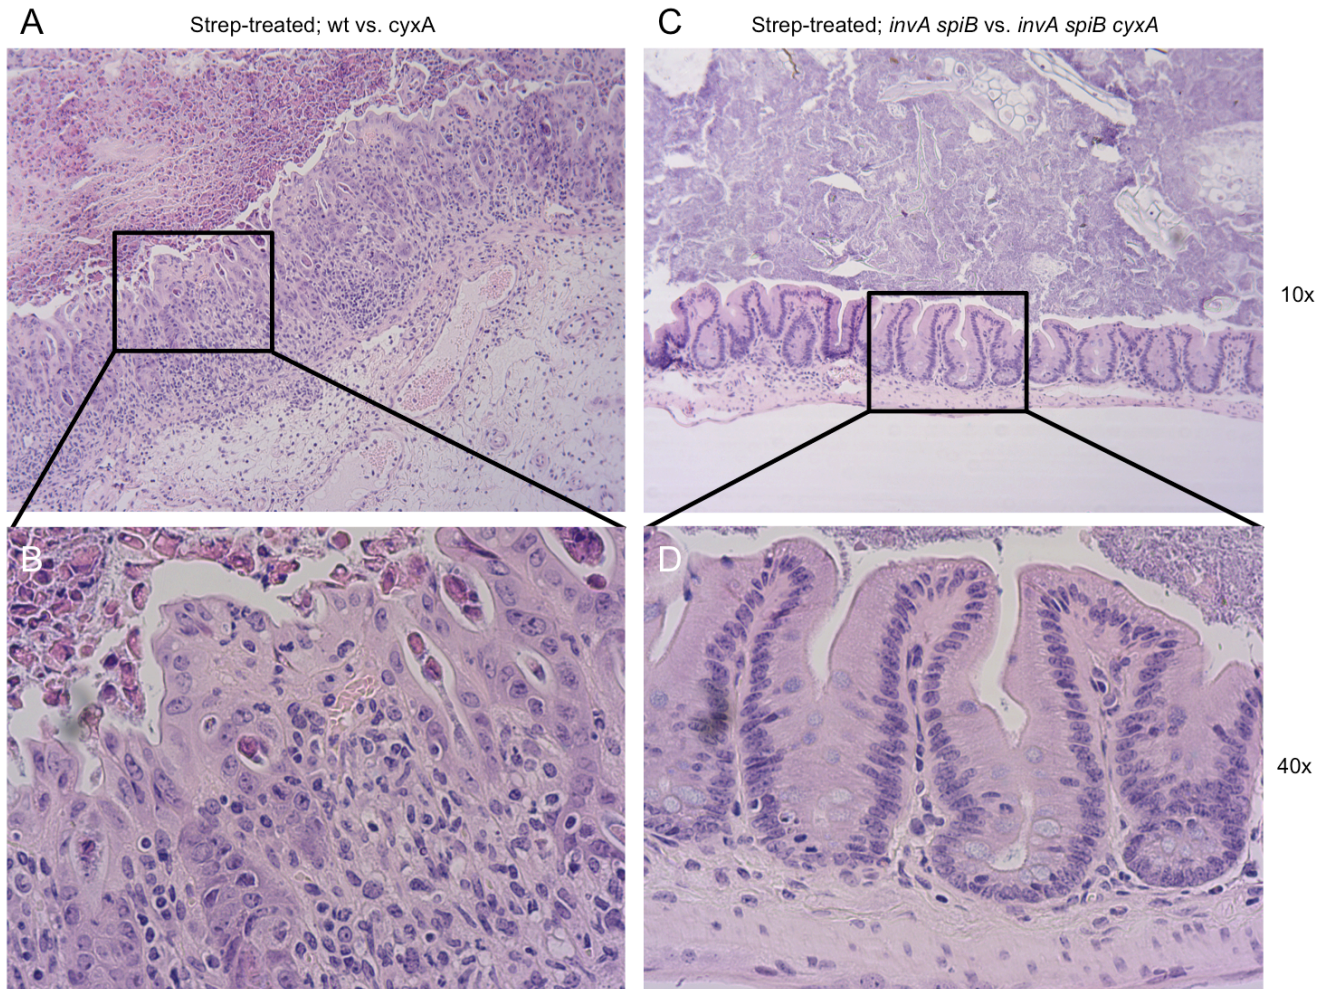 A
Strep-treated; wt vs. cyxA
C
Strep-treated; invA spiB vs. invA spiB cyxA
10x
B
D
40x